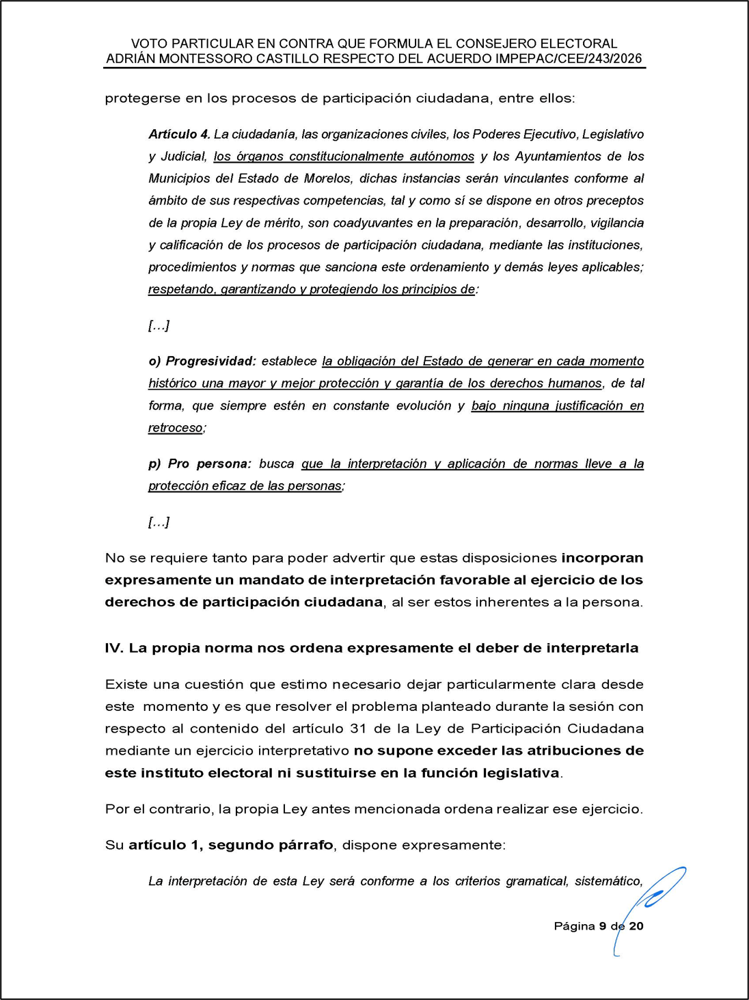 VOTO PARTICULAR EN CONTRA QUE FORMULA EL CONSEJERO ELECTORAL
ADRIÁN MONTESSORO CASTILLO RESPECTO DEL ACUERDO IMPEPAC/CEE/243/2026
protegerse en los procesos de participación ciudadana, entre ellos:
Artículo 4. La ciudadanía, las organizaciones civiles, los Poderes Ejecutivo, Legislativo
y Judicial, los órganos constitucionalmente autónomos y los Ayuntamientos de los
Municipios del Estado de Morelos, dichas instancias serán vinculantes conforme al
ámbito de sus respectivas competencias, tal y como sí se dispone en otros preceptos
de la propia Ley de mérito, son coadyuvantes en la preparación, desarrollo, vigilancia
y calificación de los procesos de participación ciudadana, mediante las instituciones,
procedimientos y normas que sanciona este ordenamiento y demás leyes aplicables;
respetando, garantizando y protegiendo los principios de:
[…]
o) Progresividad: establece la obligación del Estado de generar en cada momento
histórico una mayor y mejor protección y garantía de los derechos humanos, de tal
forma, que siempre estén en constante evolución y bajo ninguna justificación en
retroceso;
p) Pro persona: busca que la interpretación y aplicación de normas lleve a la
protección eficaz de las personas;
[…]
No se requiere tanto para poder advertir que estas disposiciones incorporan
expresamente un mandato de interpretación favorable al ejercicio de los
derechos de participación ciudadana, al ser estos inherentes a la persona.
IV. La propia norma nos ordena expresamente el deber de interpretarla
Existe una cuestión que estimo necesario dejar particularmente clara desde
este momento y es que resolver el problema planteado durante la sesión con
respecto al contenido del artículo 31 de la Ley de Participación Ciudadana
mediante un ejercicio interpretativo no supone exceder las atribuciones de
este instituto electoral ni sustituirse en la función legislativa.
Por el contrario, la propia Ley antes mencionada ordena realizar ese ejercicio.
Su artículo 1, segundo párrafo, dispone expresamente:
La interpretación de esta Ley será conforme a los criterios gramatical, sistemático,
Página 9 de 20